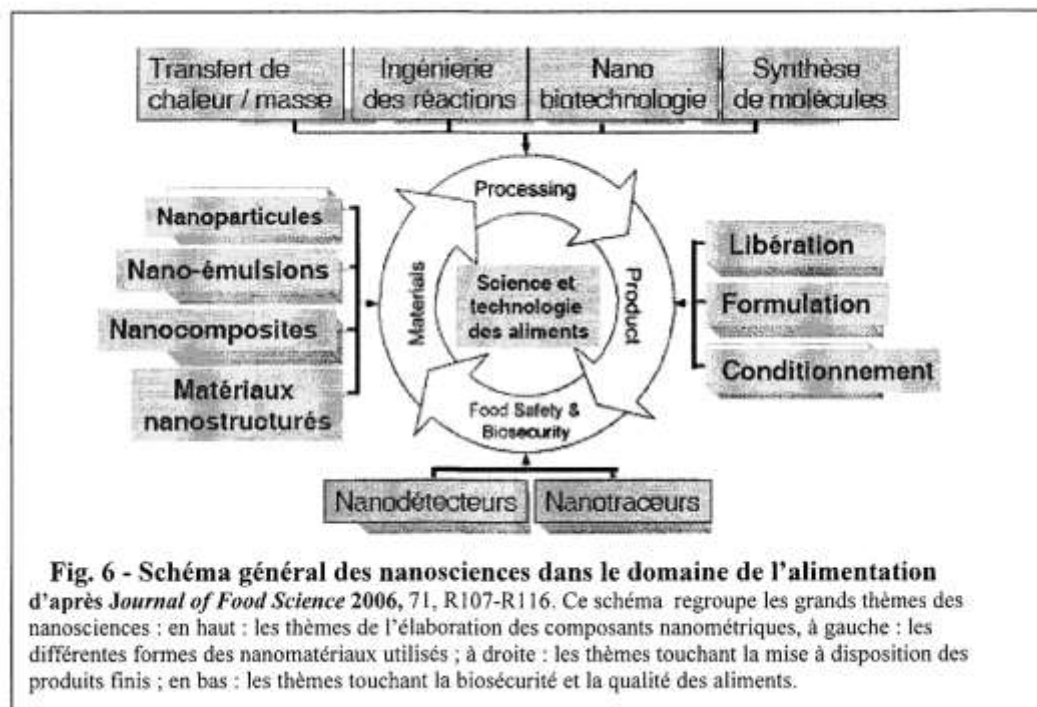 Transfert de
chaleur / masse
Ingénierie
des réactions
Nano
biotechnologie
Synthèse
de molécules
Processing
Nanoparticules
Nano-émulsions
Nanocomposites
Matériaux
nanostructurés
Materials
Science et
technologie
des aliments
Product
Libération
Formulation
Conditionnement
Food Safety &
Biosecurity
Nanodétecteurs
Nanotraceurs
Fig. 6 - Schéma général des nanosciences dans le domaine de l'alimentation
d'après Journal of Food Science 2006, 71, R107-R116. Ce schéma regroupe les grands thèmes des
nanosciences : en haut : les thèmes de l'élaboration des composants nanométriques, à gauche : les
différentes formes des nanomatériaux utilisés ; à droite : les thèmes touchant la mise à disposition des
produits finis ; en bas : les thèmes touchant la biosécurité et la qualité des aliments.